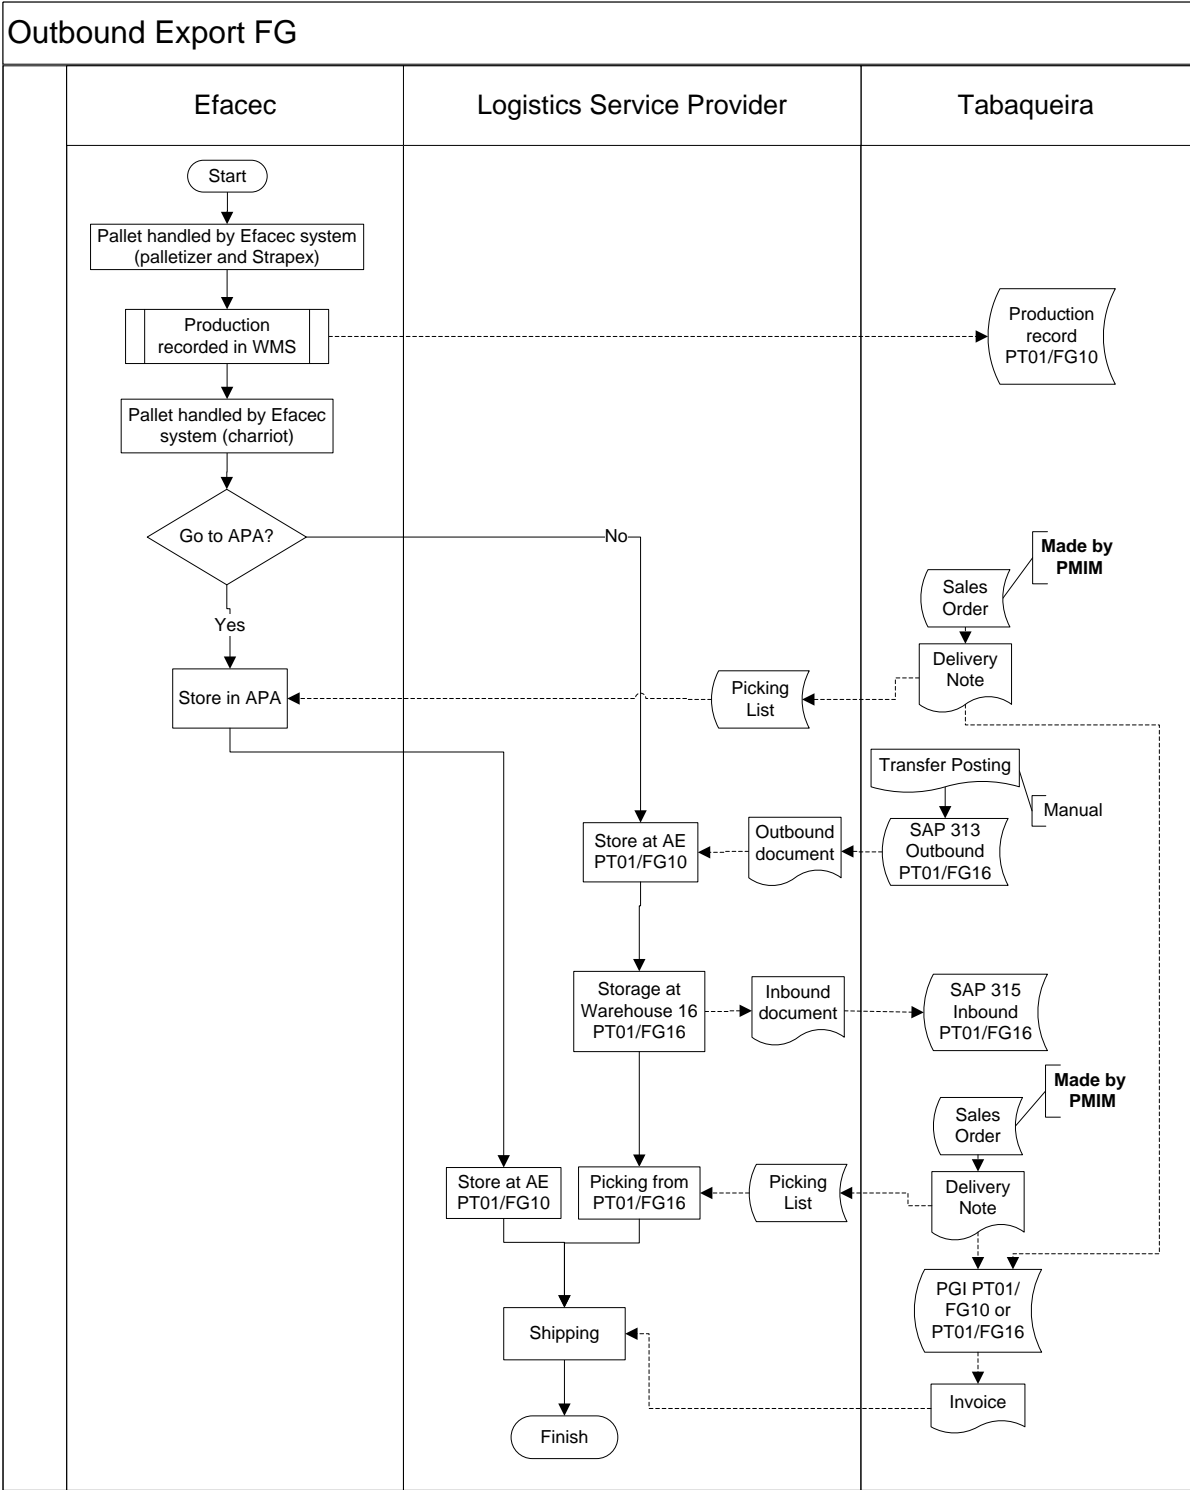 Outbound Export FG
Efacec
Logistics Service Provider
Tabaqueira
Start
Pallet handled by Efacec system
(palletizer and Strapex)
Production
recorded in WMS
Production
record
PT01/FG10
Pallet handled by Efacec
system (charriot)
Go to APA?
No
Yes
Made by
PMIM
Sales
Order
Delivery
Note
Picking
List
Store in APA
Transfer Posting
Manual
SAP 313
Outbound
PT01/FG16
Outbound
document
Store at AE
PT01/FG10
Storage at
Warehouse 16
PT01/FG16
Inbound
document
SAP 315
Inbound
PT01/FG16
Made by
PMIM
Sales
Order
Store at AE
PT01/FG10
Picking from
PT01/FG16
Picking
List
Delivery
Note
PGI PT01/
FG10 or
PT01/FG16
Shipping
Invoice
Finish